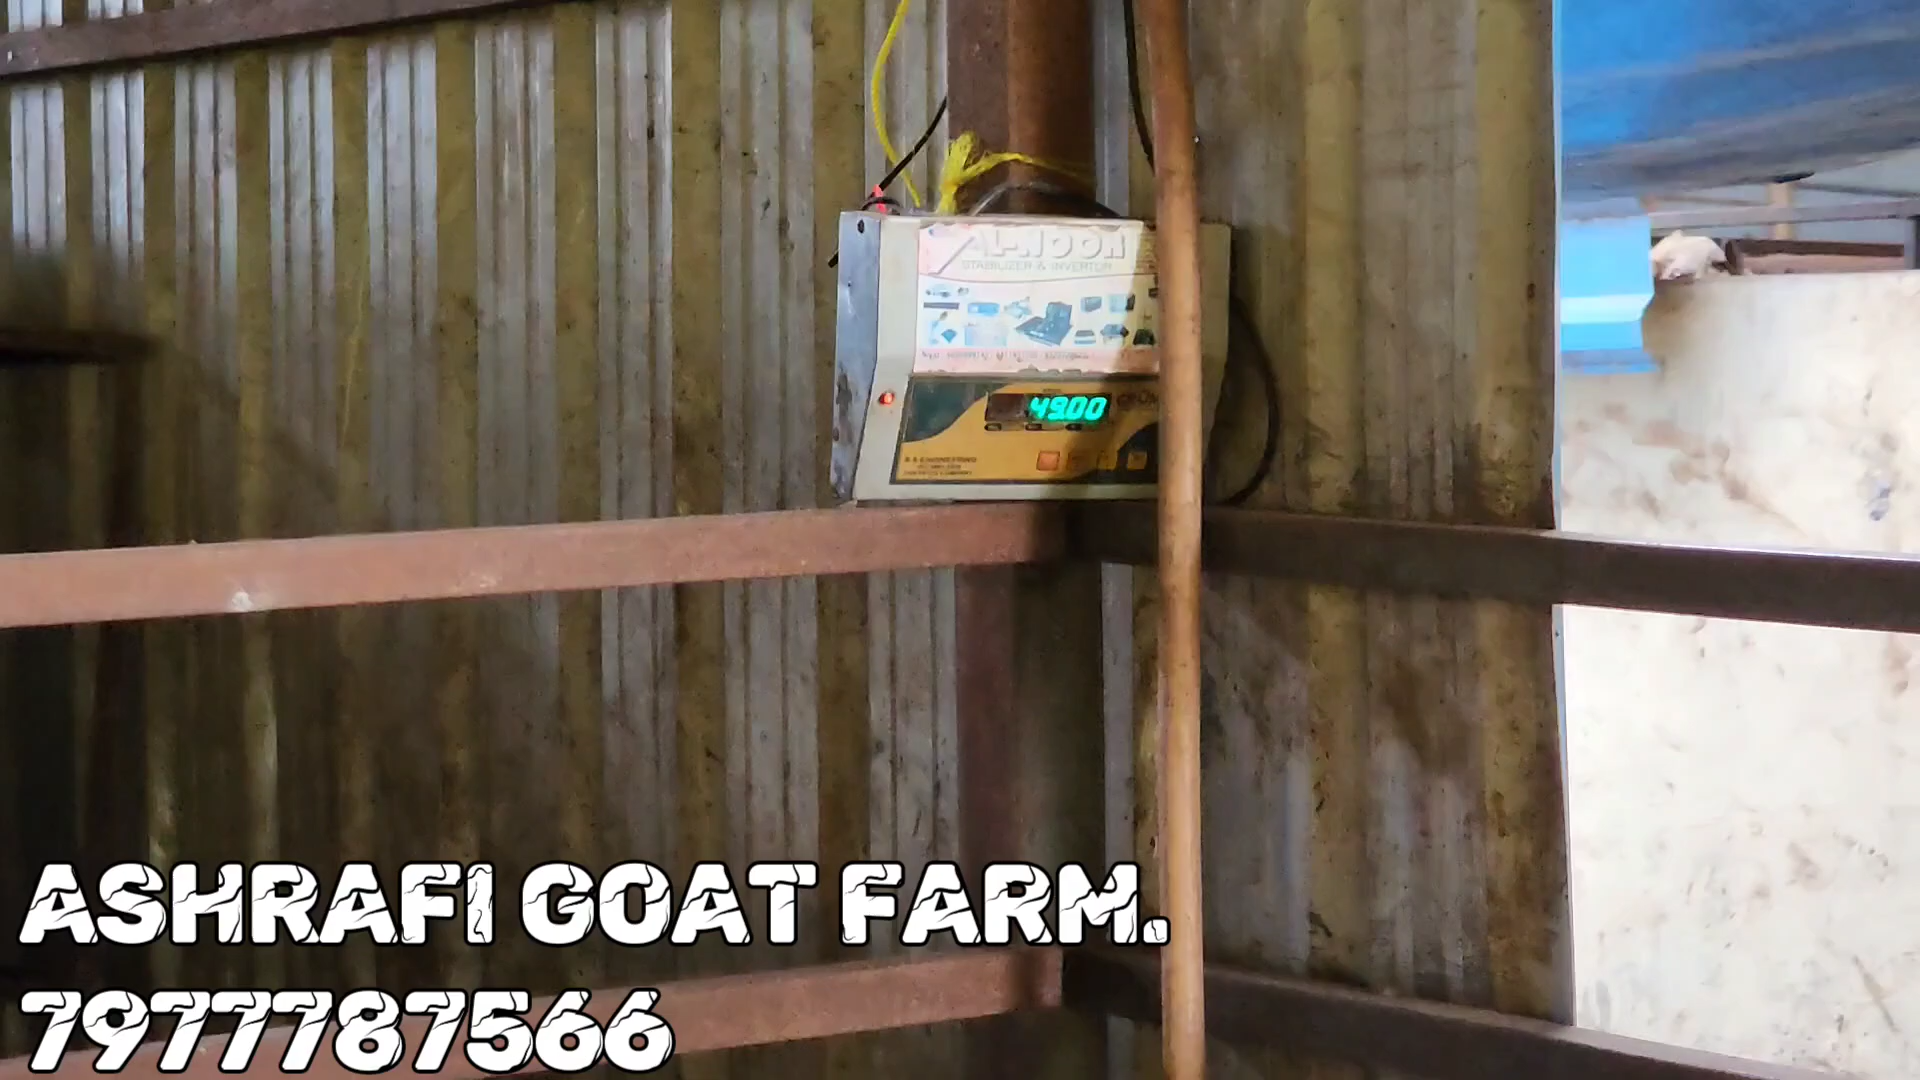 AL-NOOR
STABILIZER & INVERTOR
49.00
ASHRAFI GOAT FARM.
7977787566